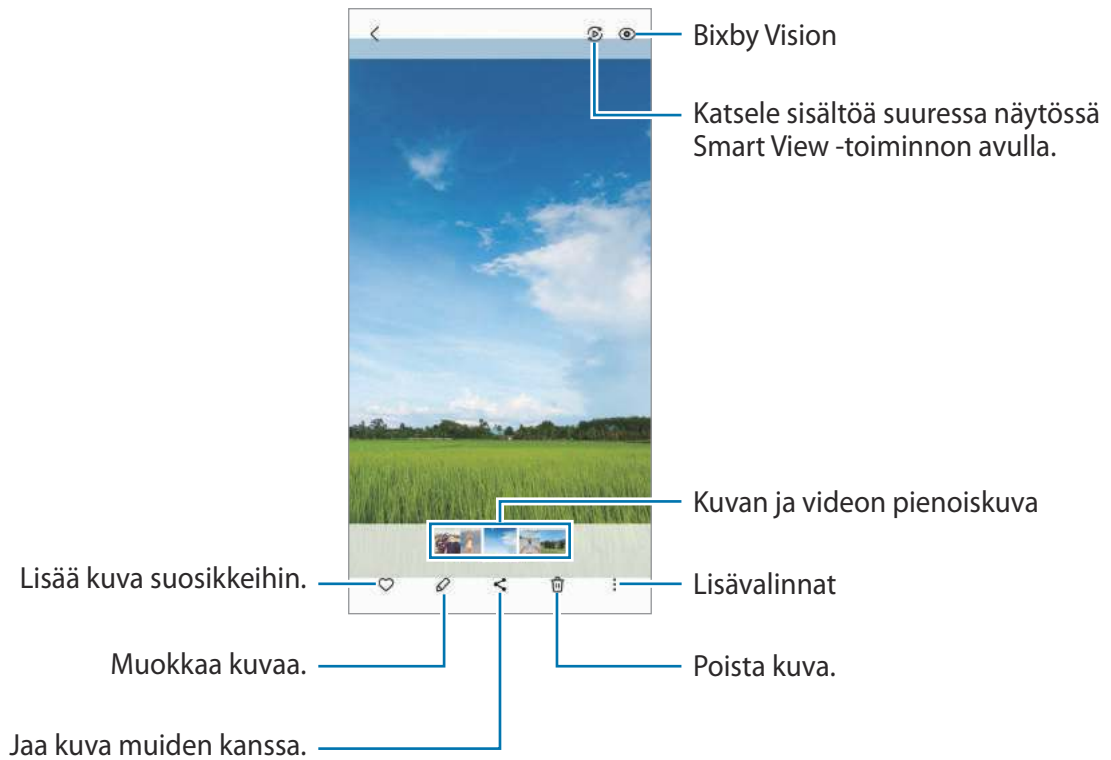 Bixby Vision
Katsele sisältöä suuressa näytössä
Smart View -toiminnon avulla.
Kuvan ja videon pienoiskuva
Lisää kuva suosikkeihin.
Lisävalinnat
Muokkaa kuvaa.
Poista kuva.
Jaa kuva muiden kanssa.